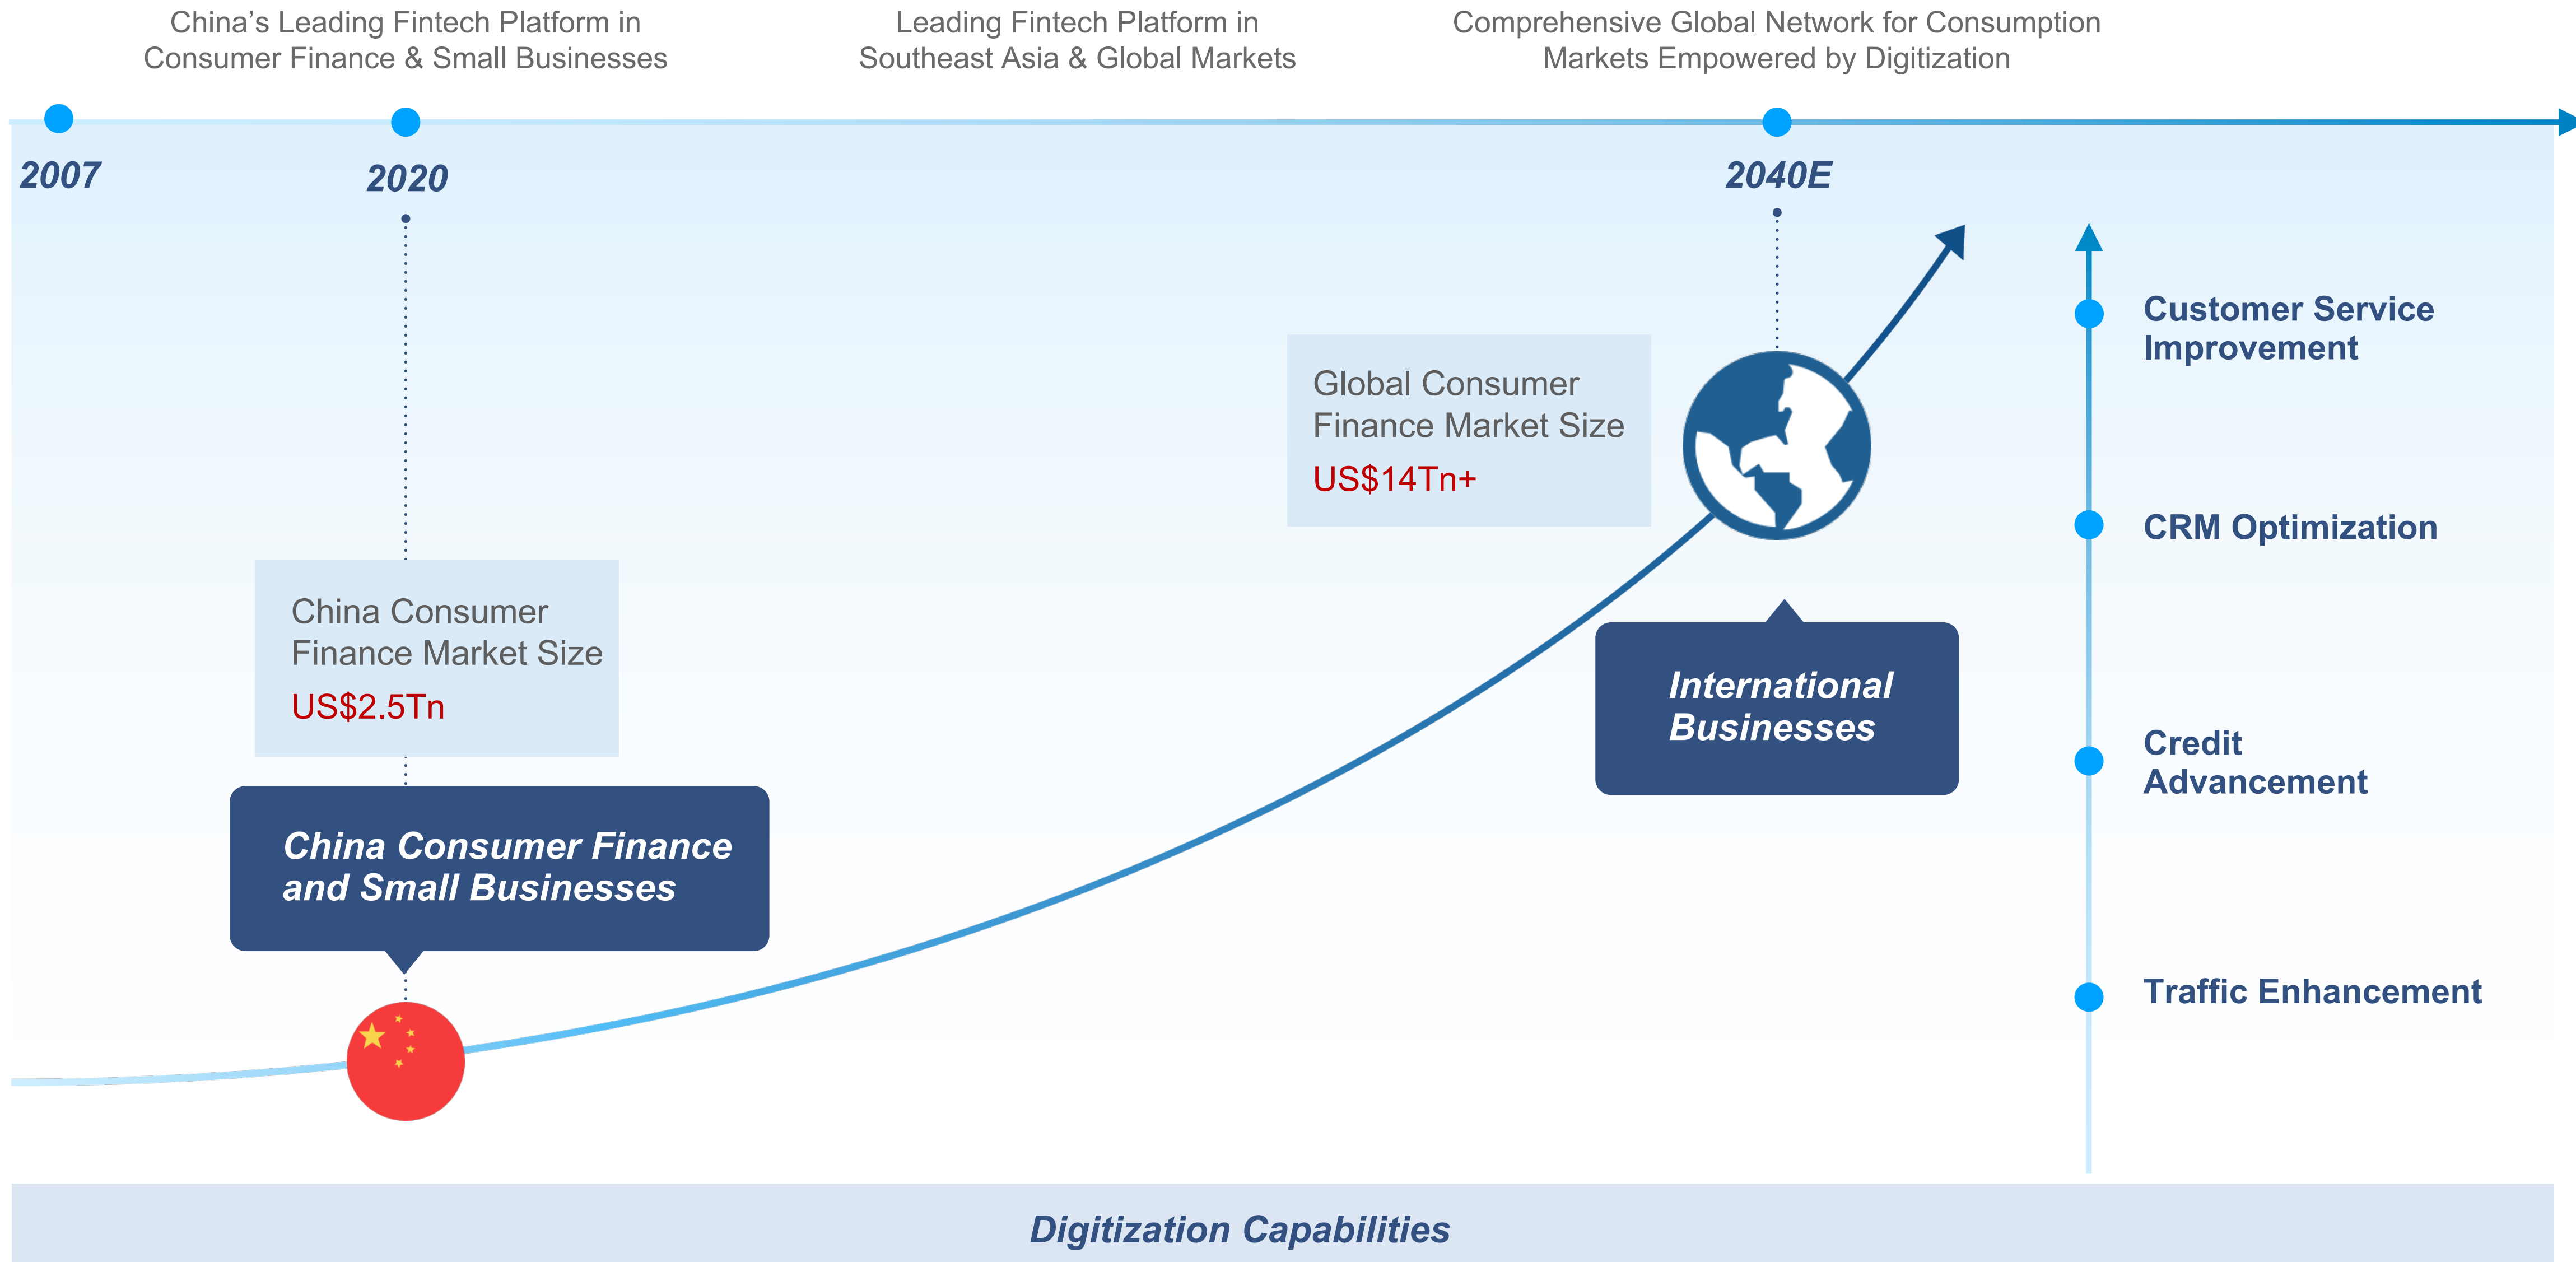 China’s Leading Fintech Platform in
Consumer Finance & Small Businesses
Leading Fintech Platform in
Southeast Asia & Global Markets
Comprehensive Global Network for Consumption
Markets Empowered by Digitization
2007
2020
2040E
China Consumer
Finance Market Size
US$2.5Tn
China Consumer Finance
and Small Businesses
Global Consumer
Finance Market Size
US$14Tn+
International
Businesses
Customer Service
Improvement
CRM Optimization
Credit
Advancement
Traffic Enhancement
Digitization Capabilities